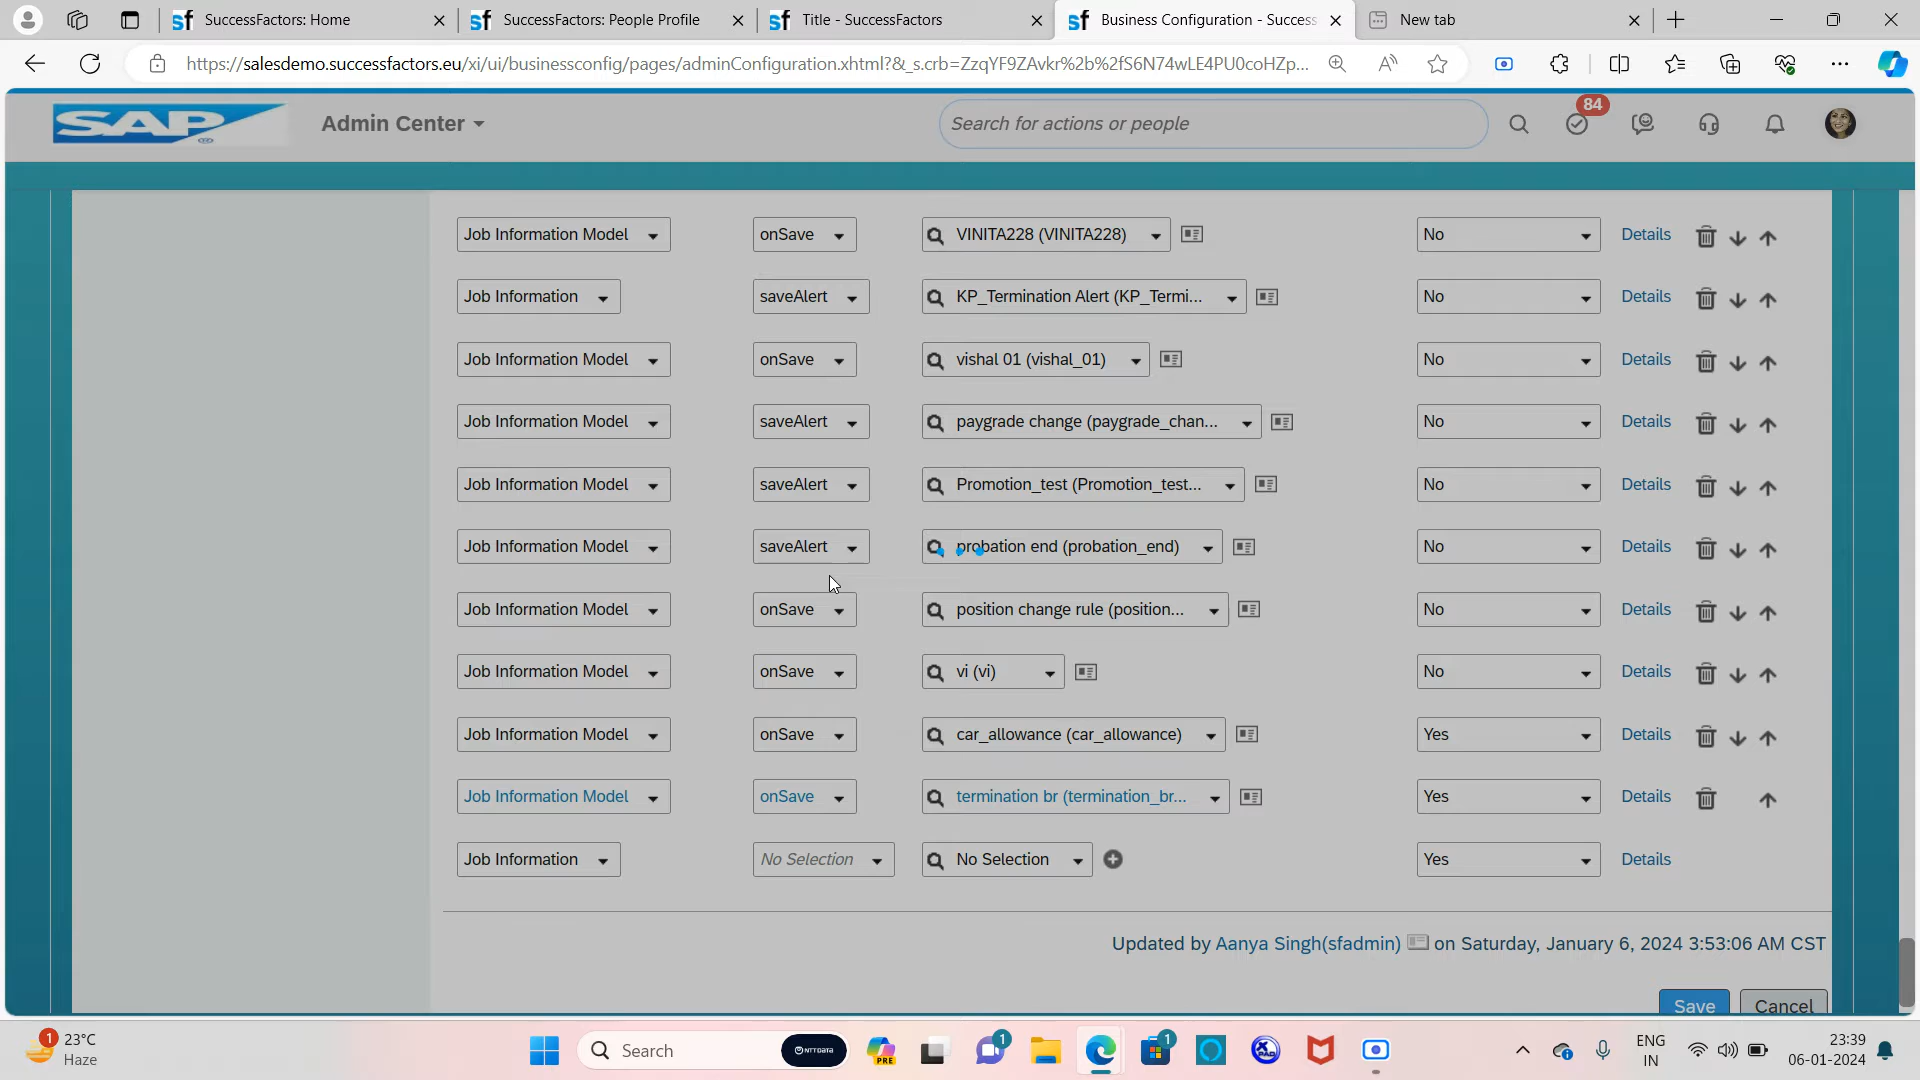 SuccessFactors: Home
SuccessFactors: People Profile
Title - SuccessFactors
Business Configuration - Success
New tab
https://salesdemo.successfactors.eu/xi/ui/businessconfig/pages/adminConfiguration.xhtml?&_s.crb=ZzqYF9ZAvkr%2b%2fS6N74wLE4PU0coHZp...
SAP Admin Center Search for actions or people 84
Job Information Model onSave VINITA228 (VINITA228) No Details
Job Information saveAlert KP_Termination Alert (KP_Termi... No Details
Job Information Model onSave vishal 01 (vishal_01) No Details
Job Information Model saveAlert paygrade change (paygrade_chan... No Details
Job Information Model saveAlert Promotion_test (Promotion_test... No Details
Job Information Model saveAlert probation end (probation_end) No Details
Job Information Model onSave position change rule (position... No Details
Job Information Model onSave vi (vi) No Details
Job Information Model onSave car_allowance (car_allowance) Yes Details
Job Information Model onSave termination br (termination_br... Yes Details
Job Information No Selection No Selection Yes Details
Updated by Aanya Singh(sfadmin) on Saturday, January 6, 2024 3:53:06 AM CST
Save Cancel
1 23°C
Haze
Search NTT DATA PRE 1 1
ENG
IN
23:39
06-01-2024